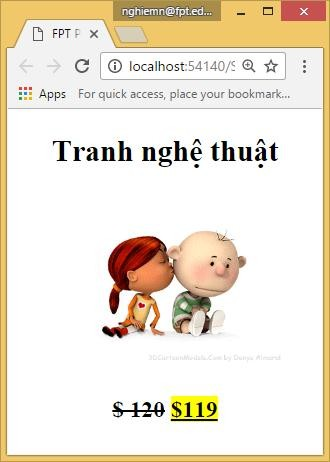 nghiemn@fpt.ed...
FPT P
localhost:54140/S
Apps For quick access, place your bookmark...
Tranh nghệ thuật
3DCartoonModels.Com by Denys Almaral
$ 120 $119